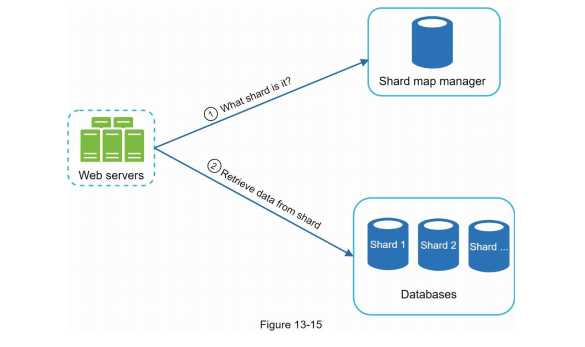 ① What shard is it?
Shard map manager
Web servers
② Retrieve data from shard
Shard 1
Shard 2
Shard ...
Databases
Figure 13-15